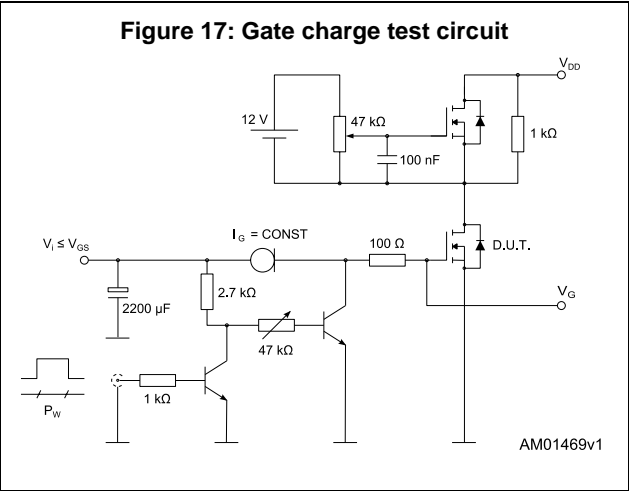 Figure 17: Gate charge test circuit
V_DD
12 V
47 kΩ
1 kΩ
100 nF
V_i ≤ V_GS
I_G = CONST
100 Ω
D.U.T.
2.7 kΩ
2200 μF
V_G
47 kΩ
1 kΩ
P_W
AM01469v1